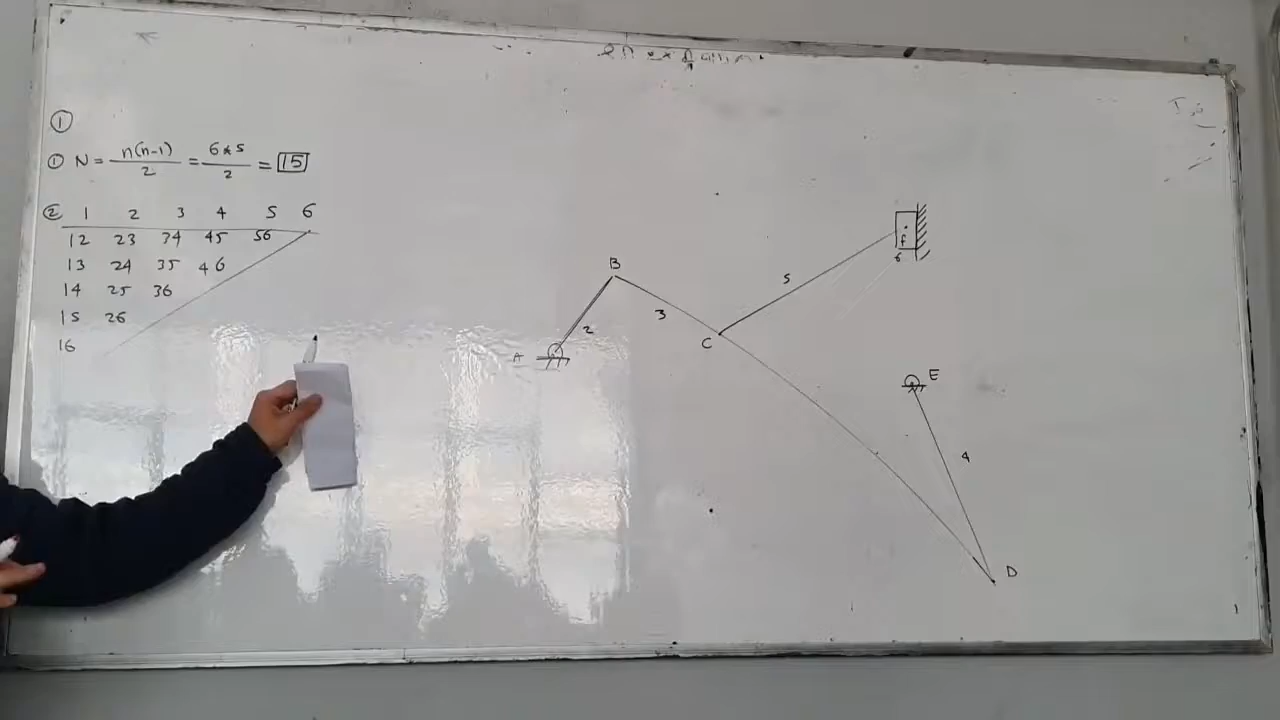 ①
① N = n(n-1)/2 = 6*5/2 = 15
② 1 2 3 4 5 6
12 23 34 45 56
13 24 35 46
14 25 36
15 26
16
A
B
2
3
C
5
f
6
E
4
D